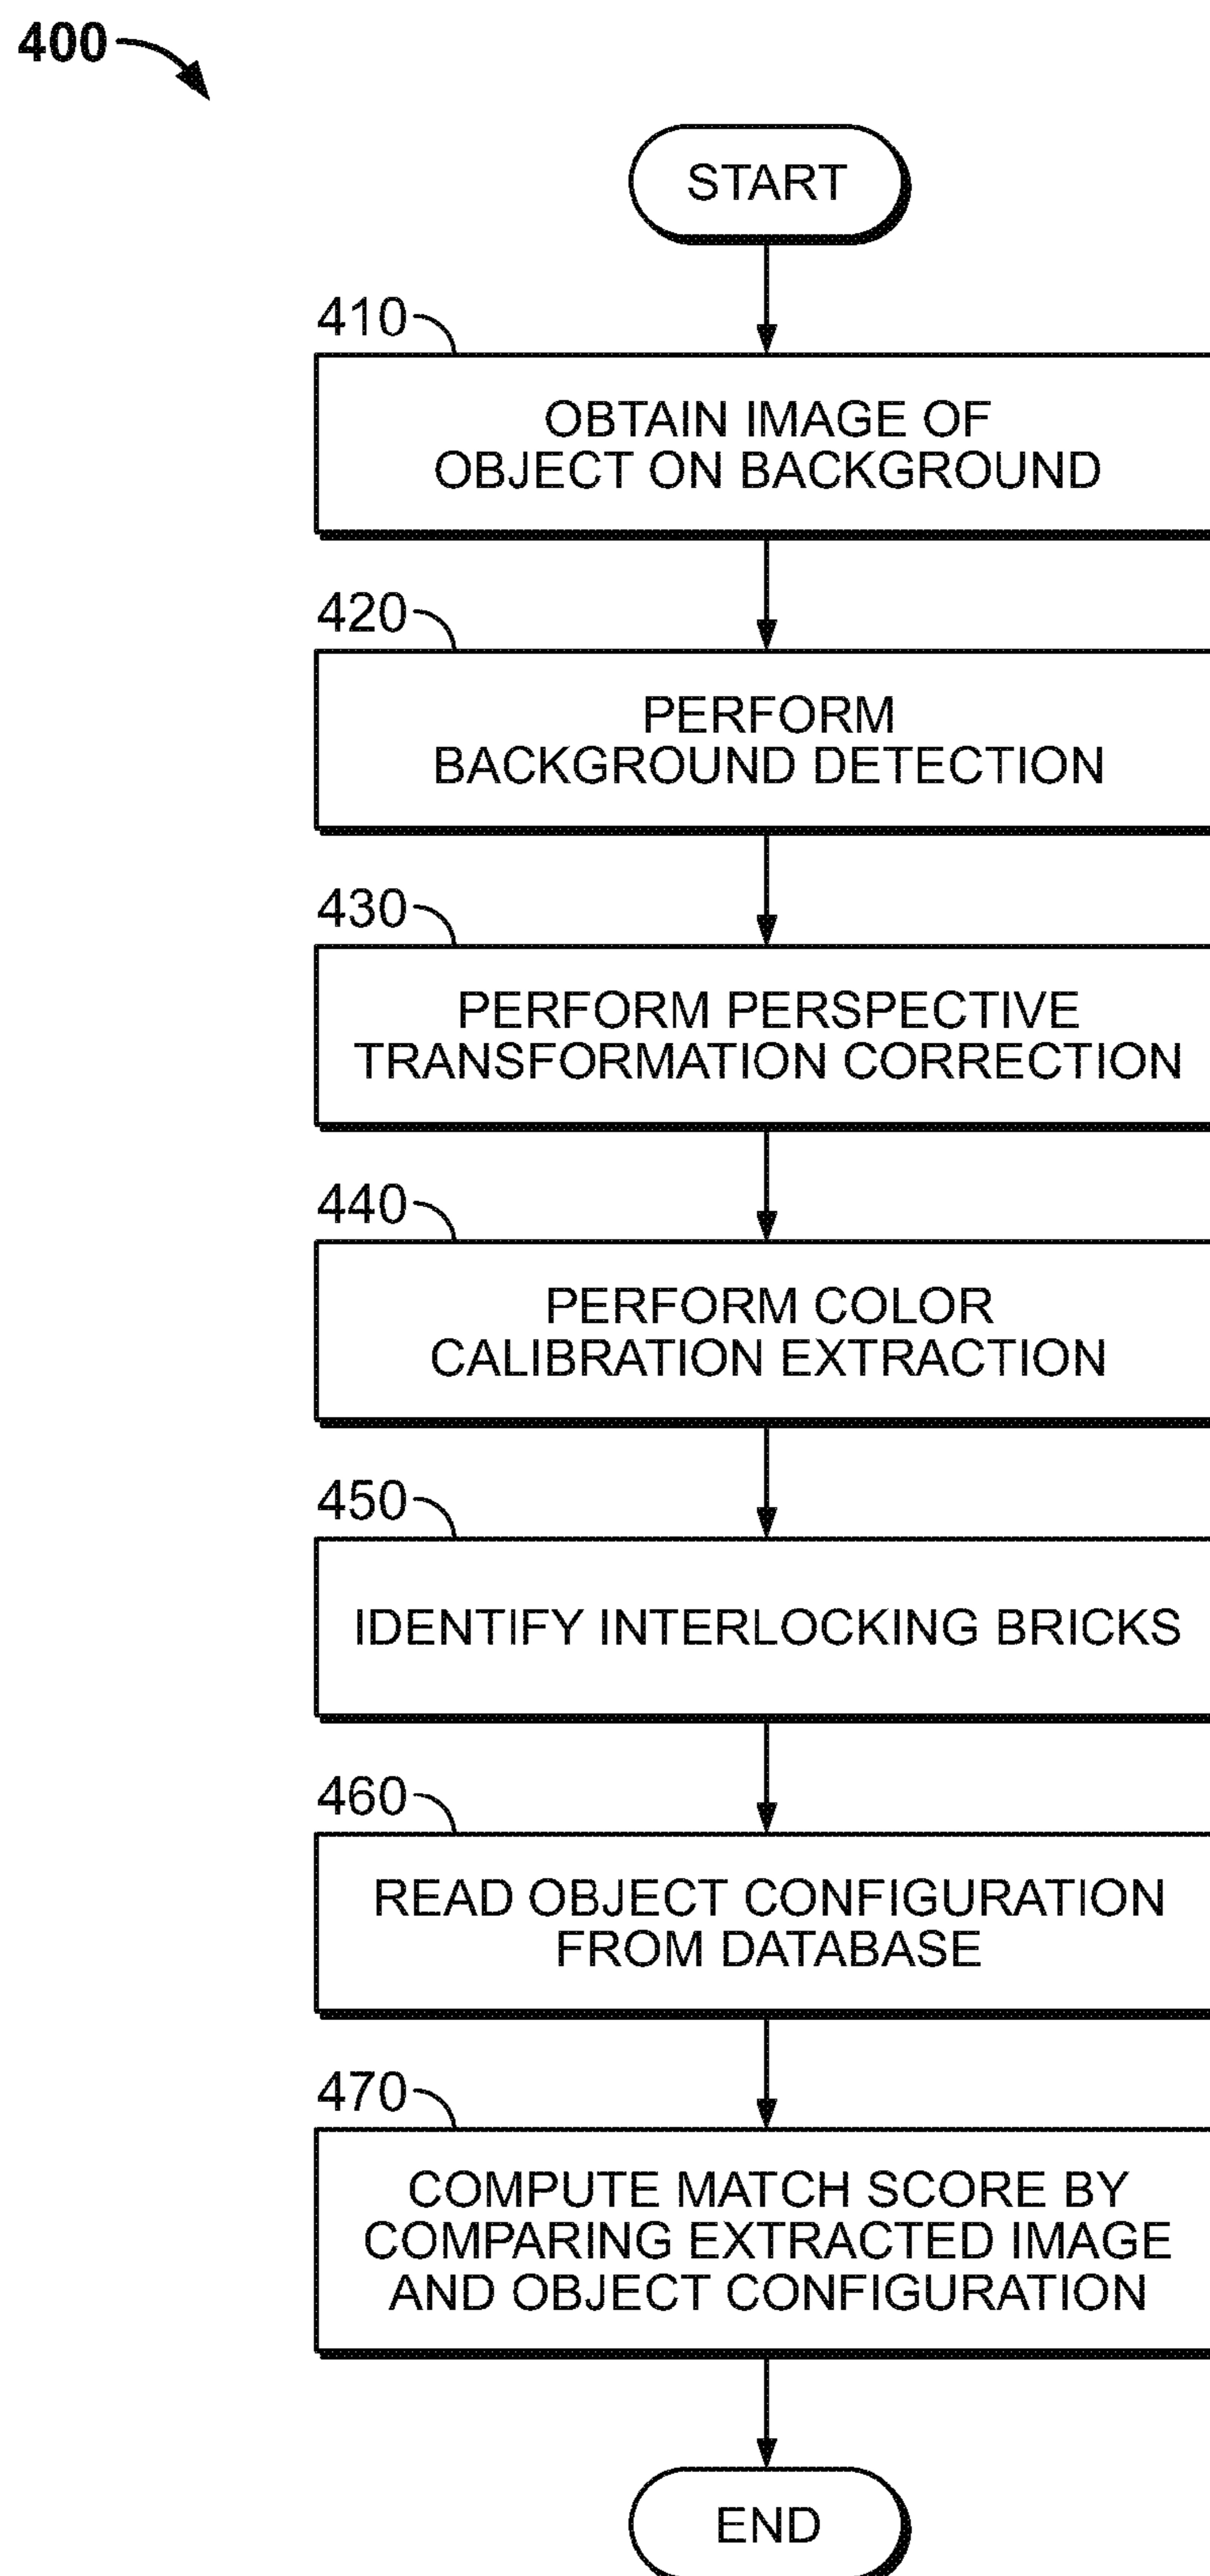 400
START
410
OBTAIN IMAGE OF
OBJECT ON BACKGROUND
420
PERFORM
BACKGROUND DETECTION
430
PERFORM PERSPECTIVE
TRANSFORMATION CORRECTION
440
PERFORM COLOR
CALIBRATION EXTRACTION
450
IDENTIFY INTERLOCKING BRICKS
460
READ OBJECT CONFIGURATION
FROM DATABASE
470
COMPUTE MATCH SCORE BY
COMPARING EXTRACTED IMAGE
AND OBJECT CONFIGURATION
END